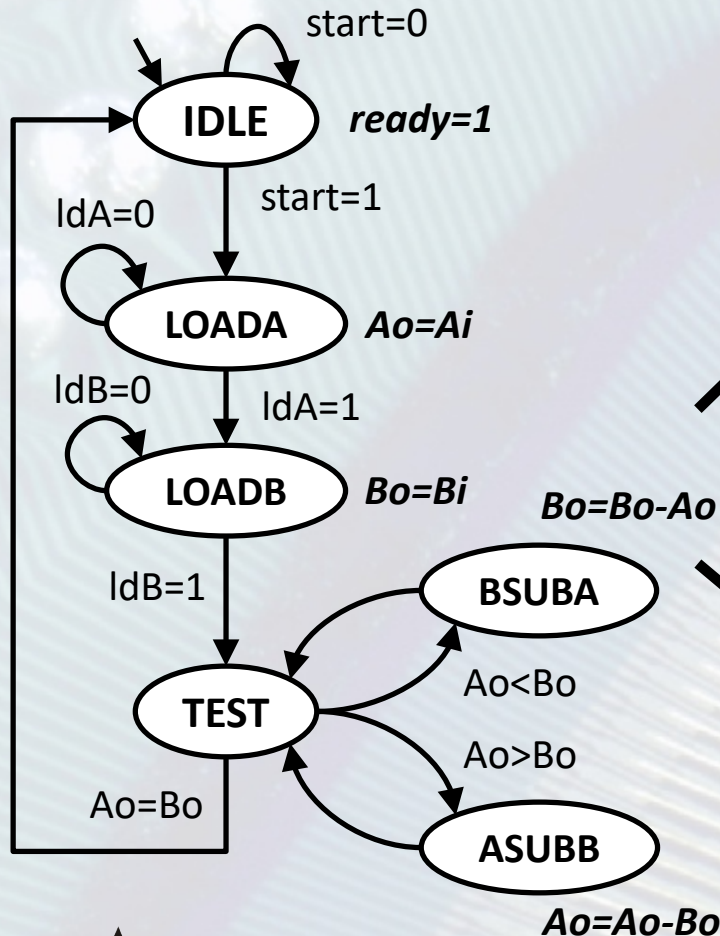 start=0
IDLE
ready=1
start=1
ldA=0
LOADA
Ao=Ai
ldB=0
ldA=1
LOADB
Bo=Bi
Bo=Bo-Ao
ldB=1
BSUBA
Ao<Bo
TEST
Ao>Bo
Ao=Bo
ASUBB
Ao=Ao-Bo